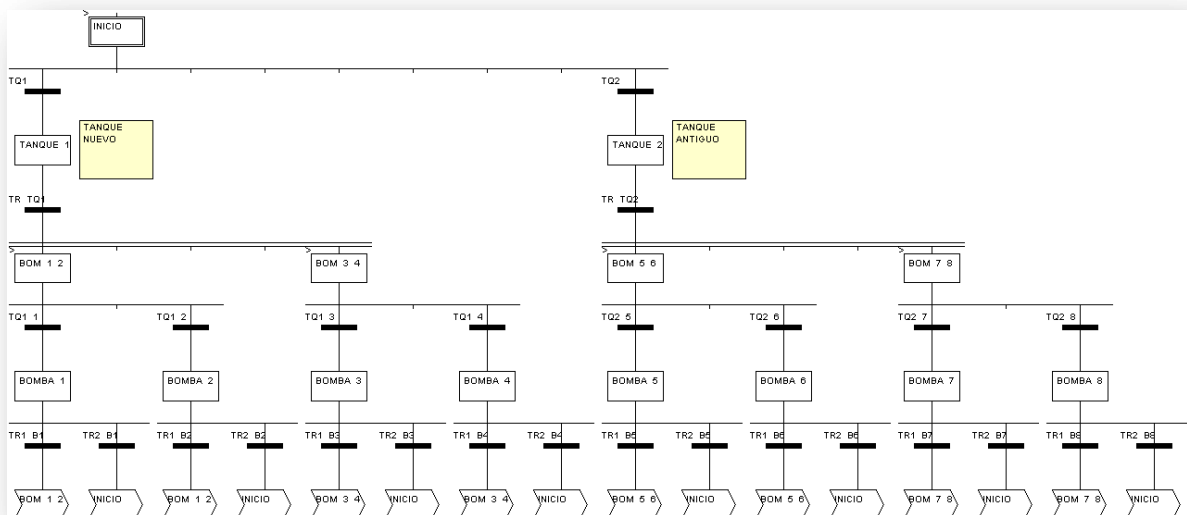 INICIO
TQ1
TQ2
TANQUE 1
TANQUE
NUEVO
TANQUE 2
TANQUE
ANTIGUO
TR TQ1
TR TQ2
BOM 1 2
BOM 3 4
BOM 5 6
BOM 7 8
TQ1 1
TQ1 2
TQ1 3
TQ1 4
TQ2 5
TQ2 6
TQ2 7
TQ2 8
BOMBA 1
BOMBA 2
BOMBA 3
BOMBA 4
BOMBA 5
BOMBA 6
BOMBA 7
BOMBA 8
TR1 B1
TR2 B1
TR1 B2
TR2 B2
TR1 B3
TR2 B3
TR1 B4
TR2 B4
TR1 B5
TR2 B5
TR1 B6
TR2 B6
TR1 B7
TR2 B7
TR1 B8
TR2 B8
BOM 1 2
INICIO
BOM 1 2
INICIO
BOM 3 4
INICIO
BOM 3 4
INICIO
BOM 5 6
INICIO
BOM 5 6
INICIO
BOM 7 8
INICIO
BOM 7 8
INICIO